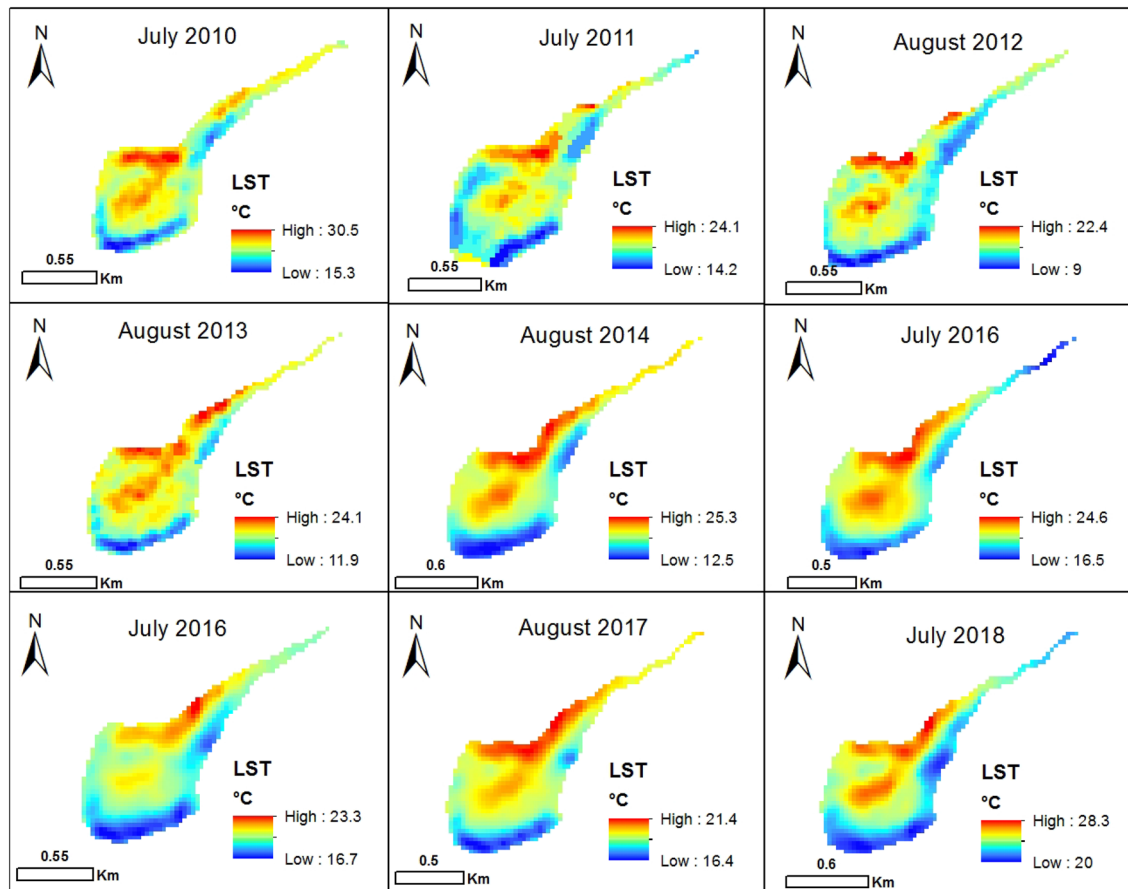 N
July 2010
LST
°C
High : 30.5
Low : 15.3
0.55
Km
N
July 2011
LST
°C
High : 24.1
Low : 14.2
0.55
Km
N
August 2012
LST
°C
High : 22.4
Low : 9
0.55
Km
N
August 2013
LST
°C
High : 24.1
Low : 11.9
0.55
Km
N
August 2014
LST
°C
High : 25.3
Low : 12.5
0.6
Km
N
July 2016
LST
°C
High : 24.6
Low : 16.5
0.5
Km
N
July 2016
LST
°C
High : 23.3
Low : 16.7
0.55
Km
N
August 2017
LST
°C
High : 21.4
Low : 16.4
0.5
Km
N
July 2018
LST
°C
High : 28.3
Low : 20
0.6
Km